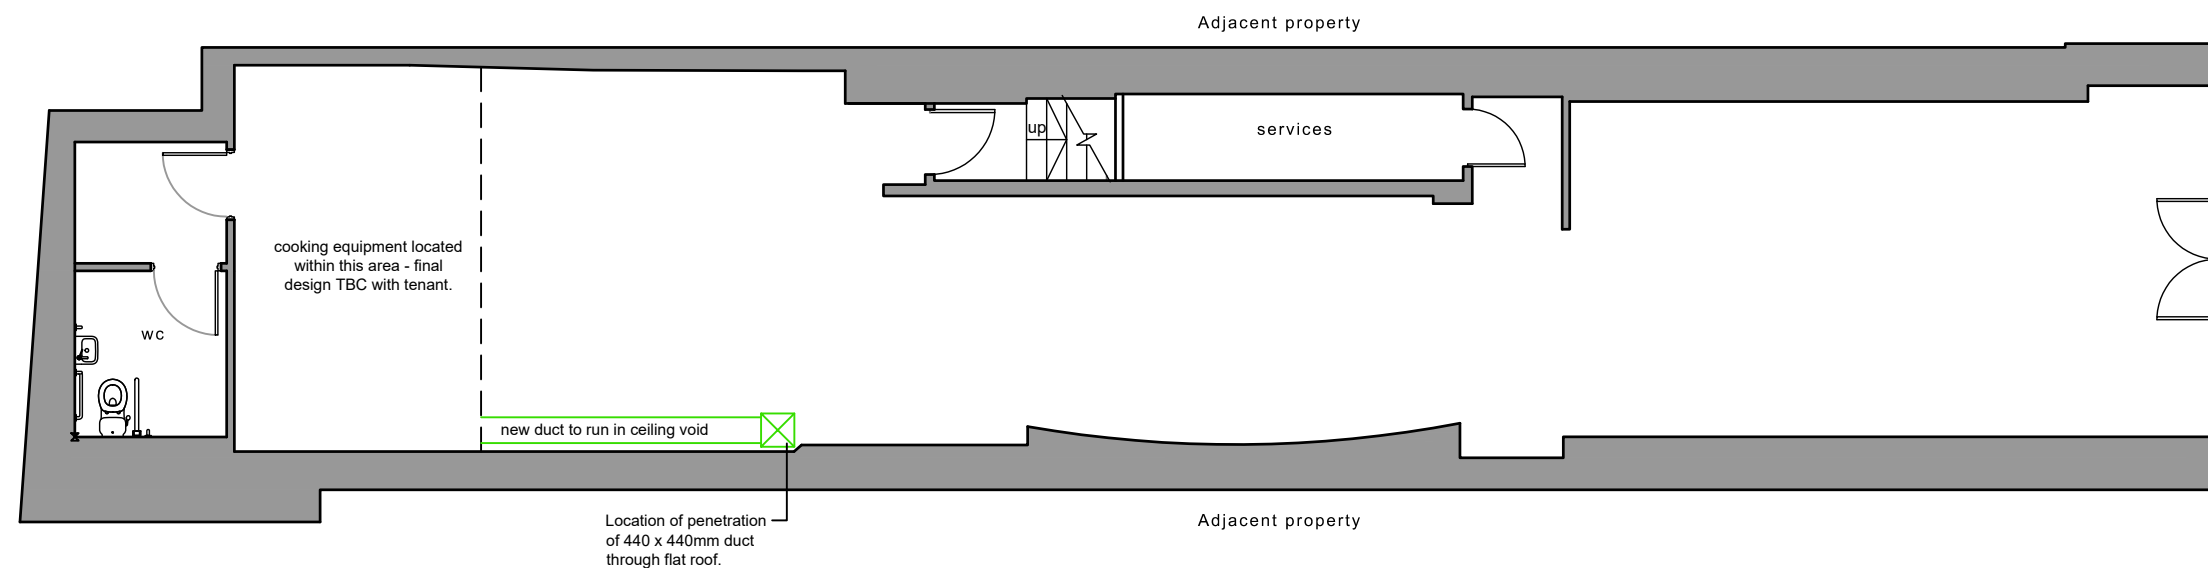 Adjacent property
up
services
cooking equipment located
within this area - final
design TBC with tenant.
wc
new duct to run in ceiling void
Location of penetration
of 440 x 440mm duct
through flat roof.
Adjacent property